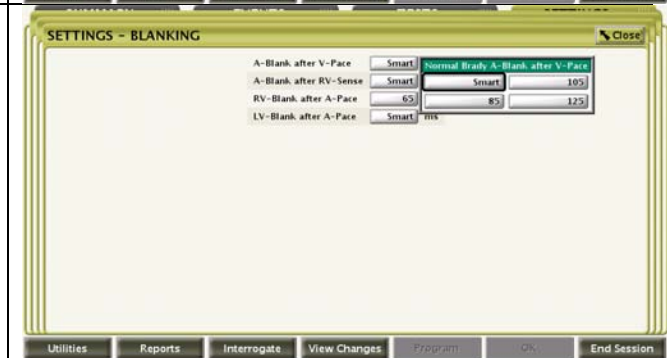 SETTINGS - BLANKING
Close
A-Blank after V-Pace Smart
Normal Brady A-Blank after V-Pace
A-Blank after RV-Sense Smart
Smart 105
RV-Blank after A-Pace 65
85 125
LV-Blank after A-Pace Smart ms
Utilities Reports Interrogate View Changes Program OK End Session